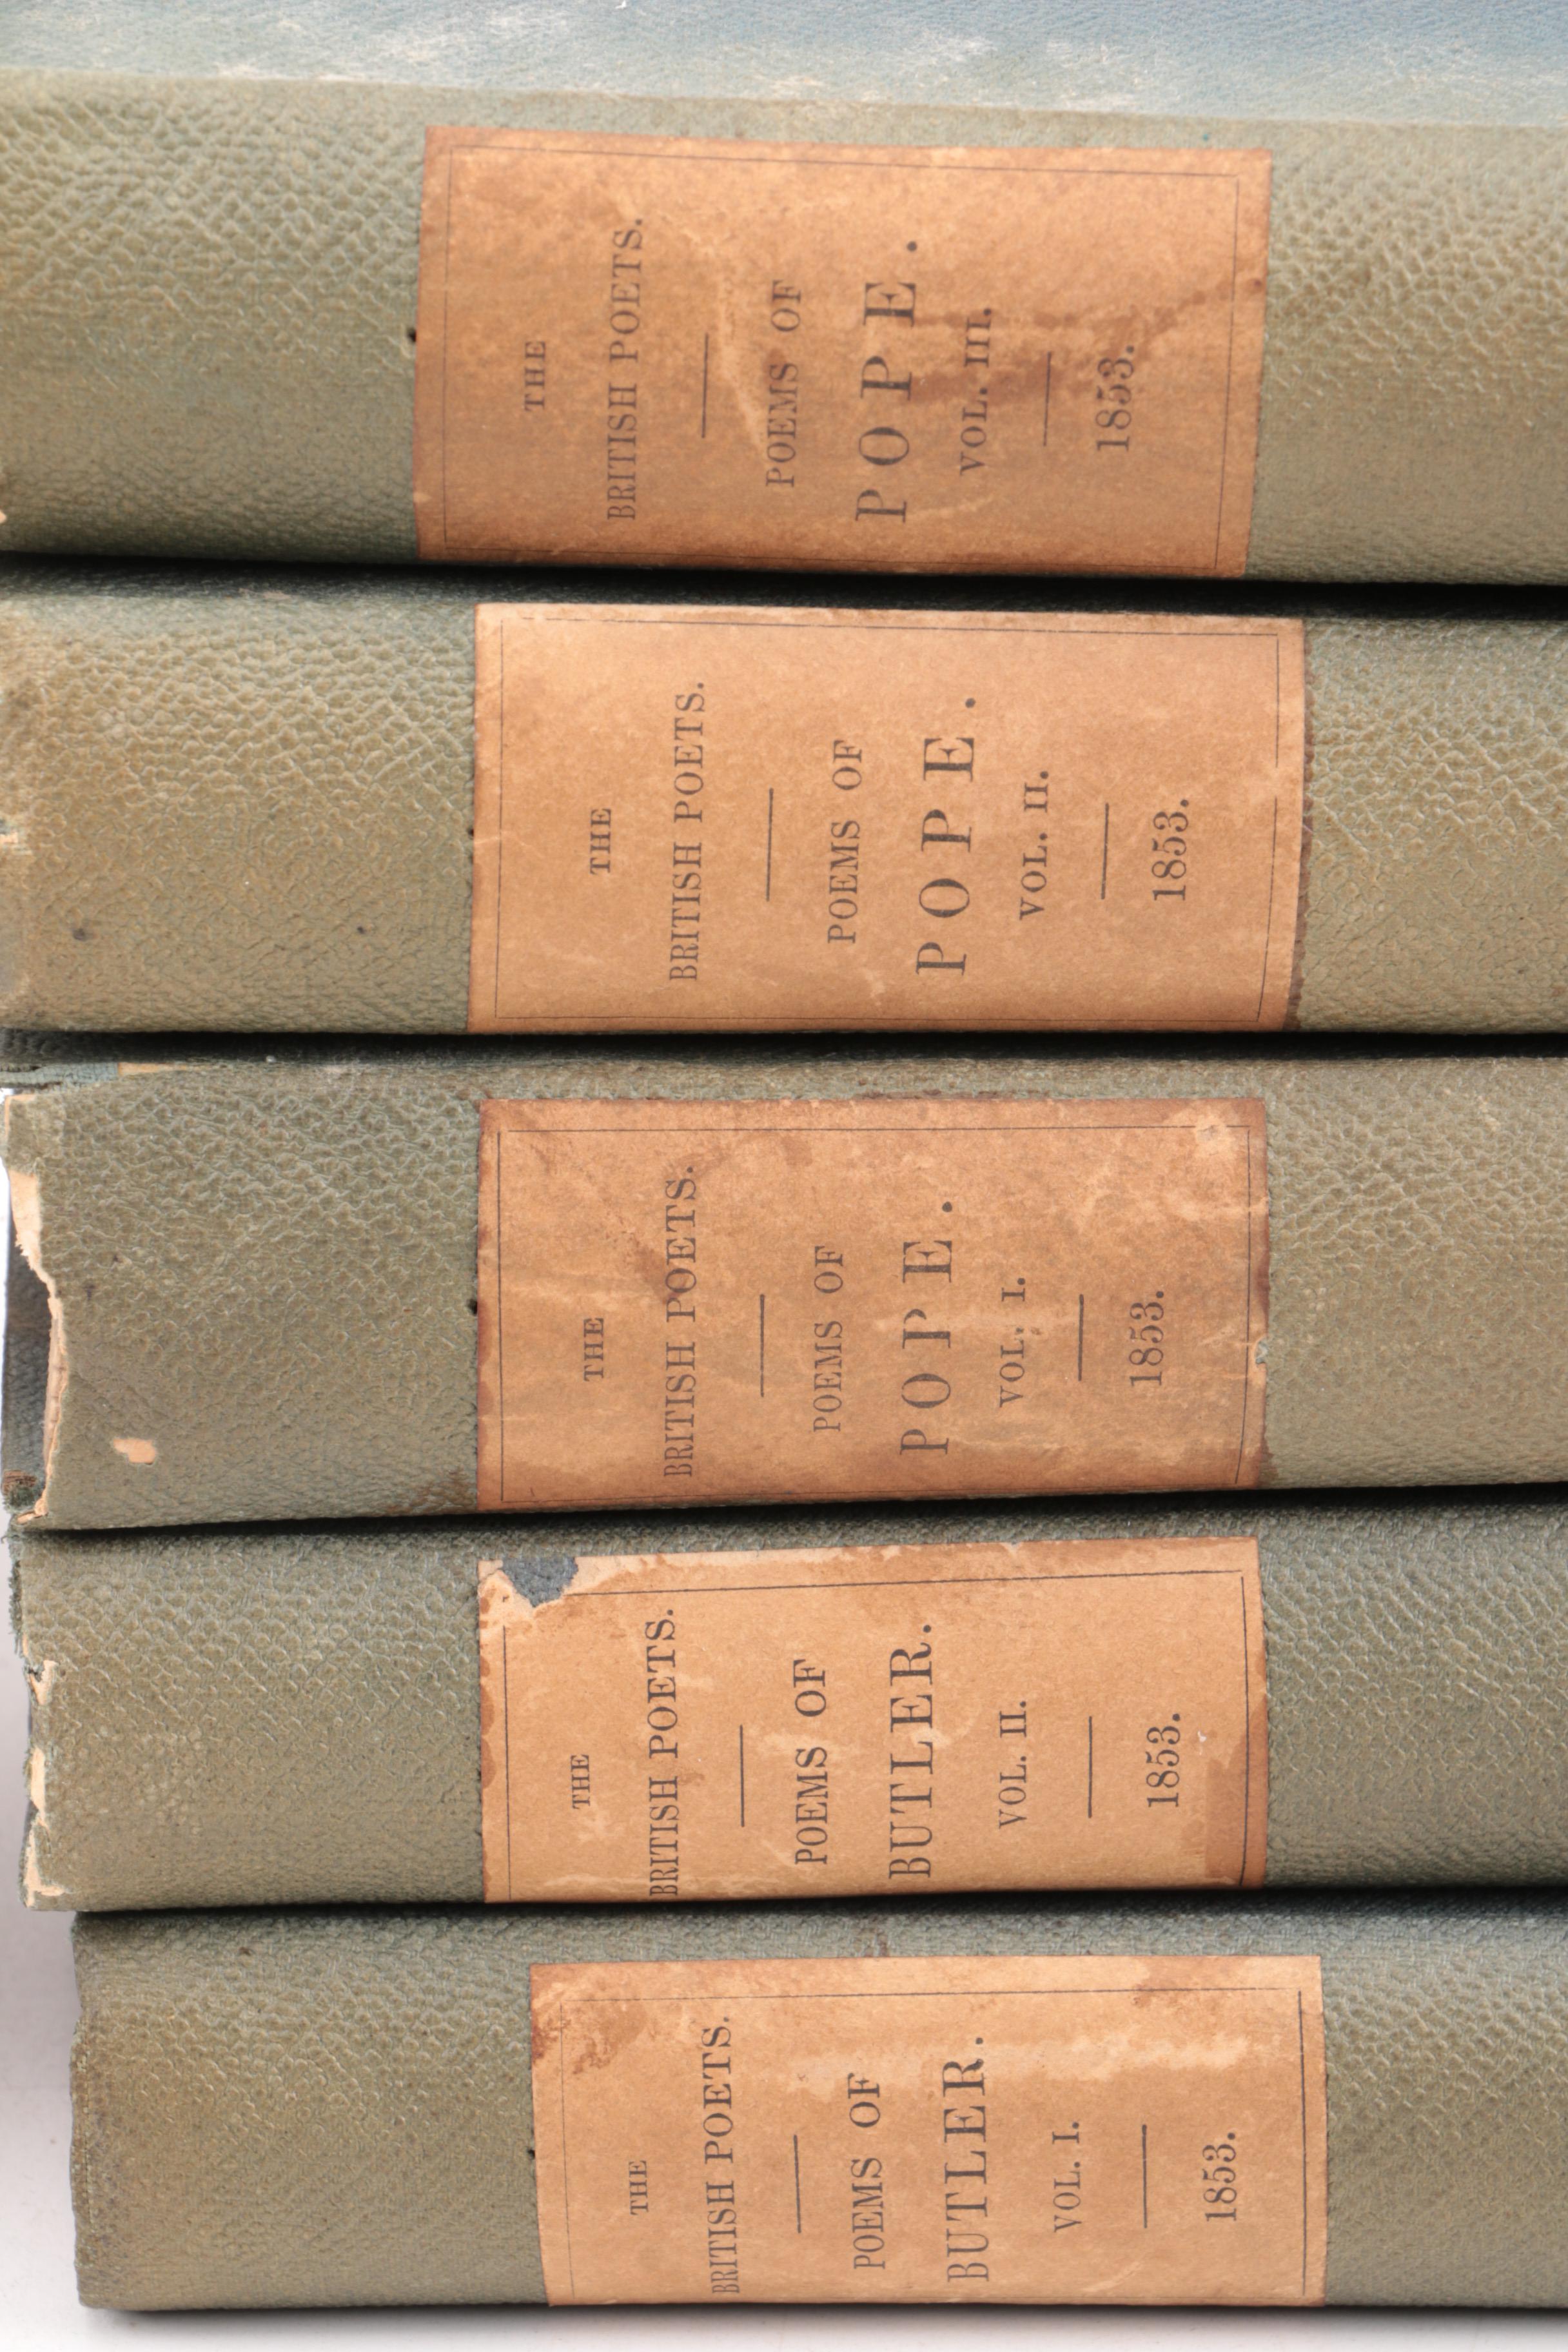 THE
BRITISH POETS.
POEMS OF
POPE.
VOL. III.
1853.
THE
BRITISH POETS.
POEMS OF
POPE.
VOL. II.
1853.
THE
BRITISH POETS.
POEMS OF
POPE.
VOL. I.
1853.
THE
BRITISH POETS.
POEMS OF
BUTLER.
VOL. II.
1853.
THE
BRITISH POETS.
POEMS OF
BUTLER.
VOL. I.
1853.